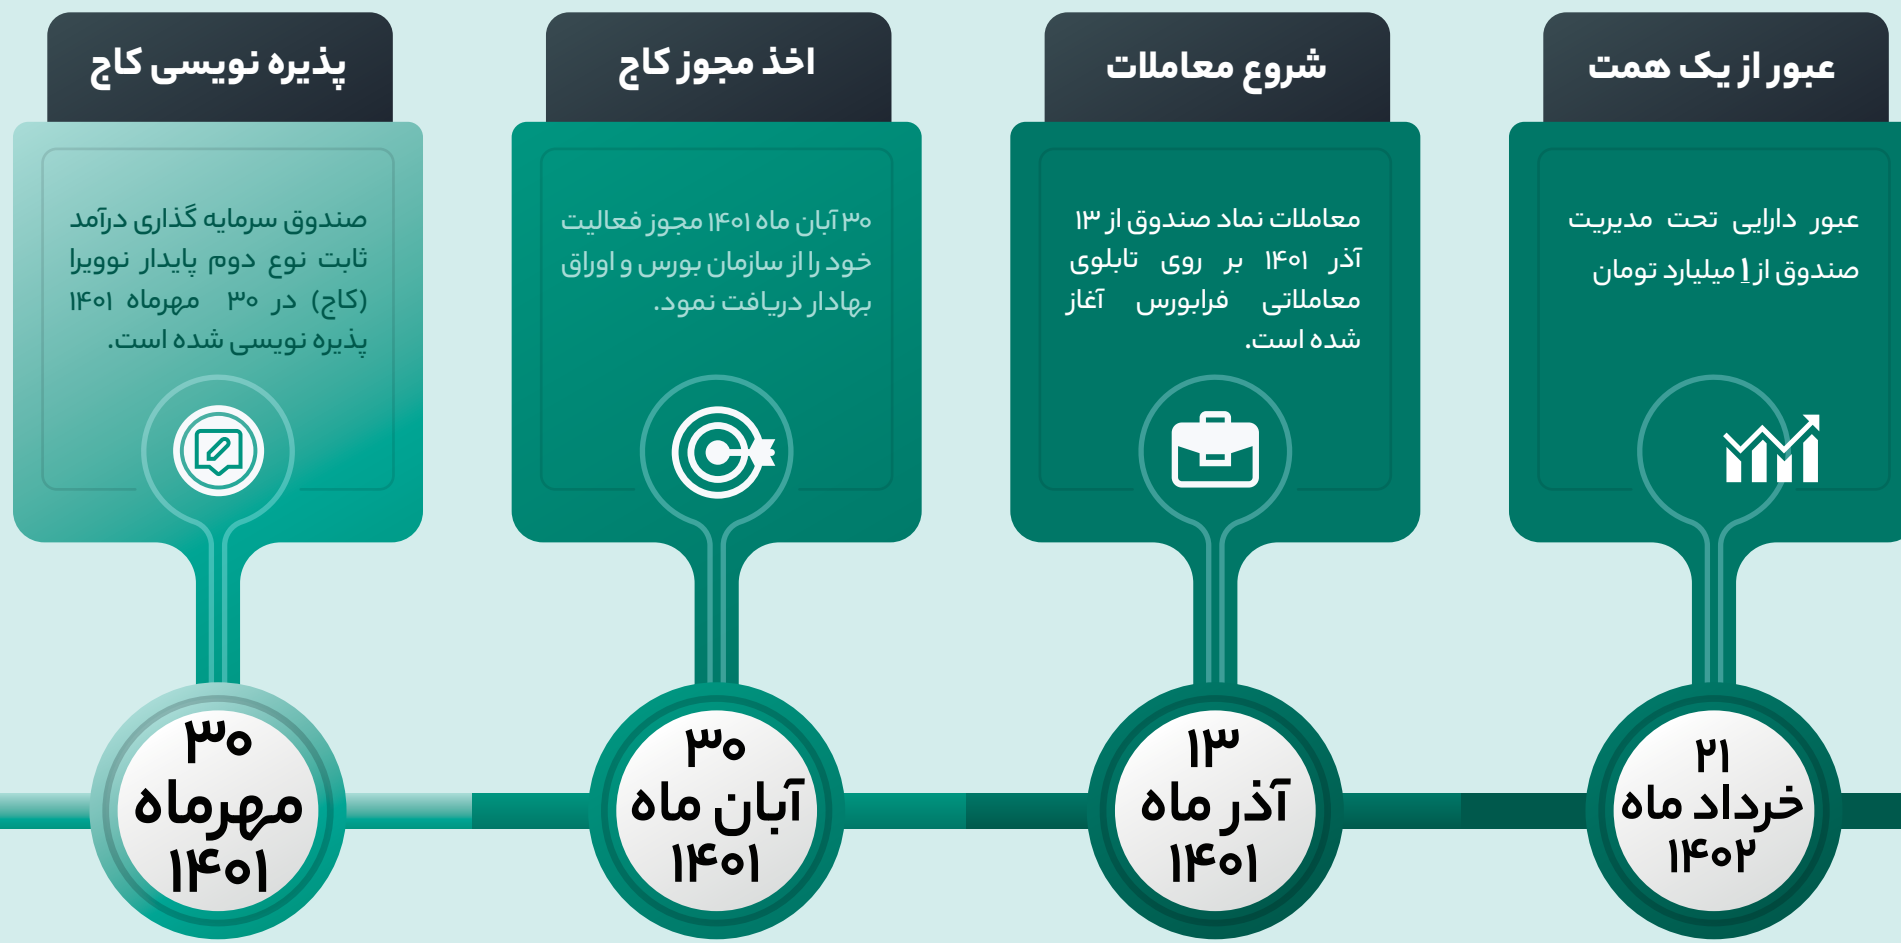 پذیره نویسی کاج
صندوق سرمایه گذاری درآمد
ثابت نوع دوم پایدار نوویرا
(کاج) در ۳۰ مهرماه ۱۴۰۱
پذیره نویسی شده است.
۳۰
مهرماه
۱۴۰۱
اخذ مجوز کاج
۳۰ آبان ماه ۱۴۰۱ مجوز فعالیت
خود را از سازمان بورس و اوراق
بهادار دریافت نمود.
۳۰
آبان ماه
۱۴۰۱
شروع معاملات
معاملات نماد صندوق از ۱۳
آذر ۱۴۰۱ بر روی تابلوی
معاملاتی فرابورس آغاز
شده است.
۱۳
آذر ماه
۱۴۰۱
عبور از یک همت
عبور دارایی تحت مدیریت
صندوق از ۱ میلیارد تومان
۲۱
خرداد ماه
۱۴۰۲